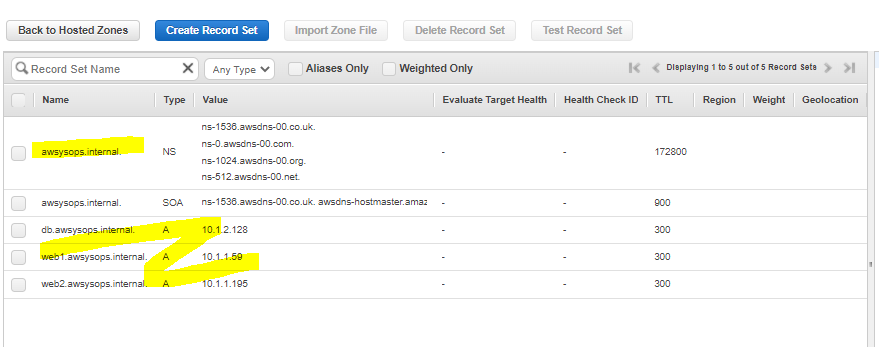 Back to Hosted Zones Create Record Set Import Zone File Delete Record Set Test Record Set
Record Set Name Any Type Aliases Only Weighted Only Displaying 1 to 5 out of 5 Record Sets
Name Type Value Evaluate Target Health Health Check ID TTL Region Weight Geolocation
awsysops.internal. NS ns-1536.awsdns-00.co.uk.
ns-0.awsdns-00.com.
ns-1024.awsdns-00.org.
ns-512.awsdns-00.net. - - 172800
awsysops.internal. SOA ns-1536.awsdns-00.co.uk. awsdns-hostmaster.amaz - - 900
db.awsysops.internal. A 10.1.2.128 - - 300
web1.awsysops.internal. A 10.1.1.59 - - 300
web2.awsysops.internal. A 10.1.1.195 - - 300